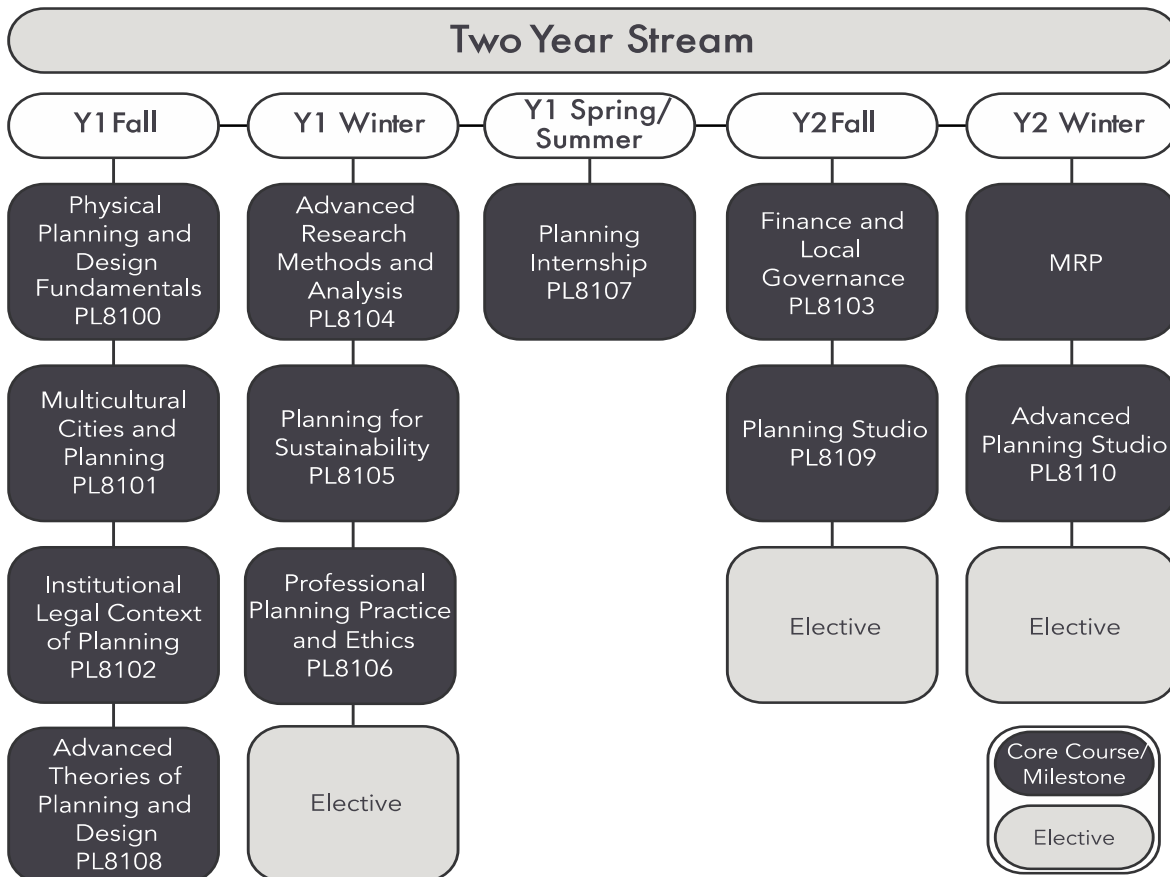 Two Year Stream
Y1 Fall
Physical
Planning and
Design
Fundamentals
PL8100
Multicultural
Cities and
Planning
PL8101
Institutional
Legal Context
of Planning
PL8102
Advanced
Theories of
Planning and
Design
PL8108
Y1 Winter
Advanced
Research
Methods and
Analysis
PL8104
Planning for
Sustainability
PL8105
Professional
Planning Practice
and Ethics
PL8106
Elective
Y1 Spring/
Summer
Planning
Internship
PL8107
Y2 Fall
Finance and
Local
Governance
PL8103
Planning Studio
PL8109
Elective
Y2 Winter
MRP
Advanced
Planning Studio
PL8110
Elective
Core Course/
Milestone
Elective